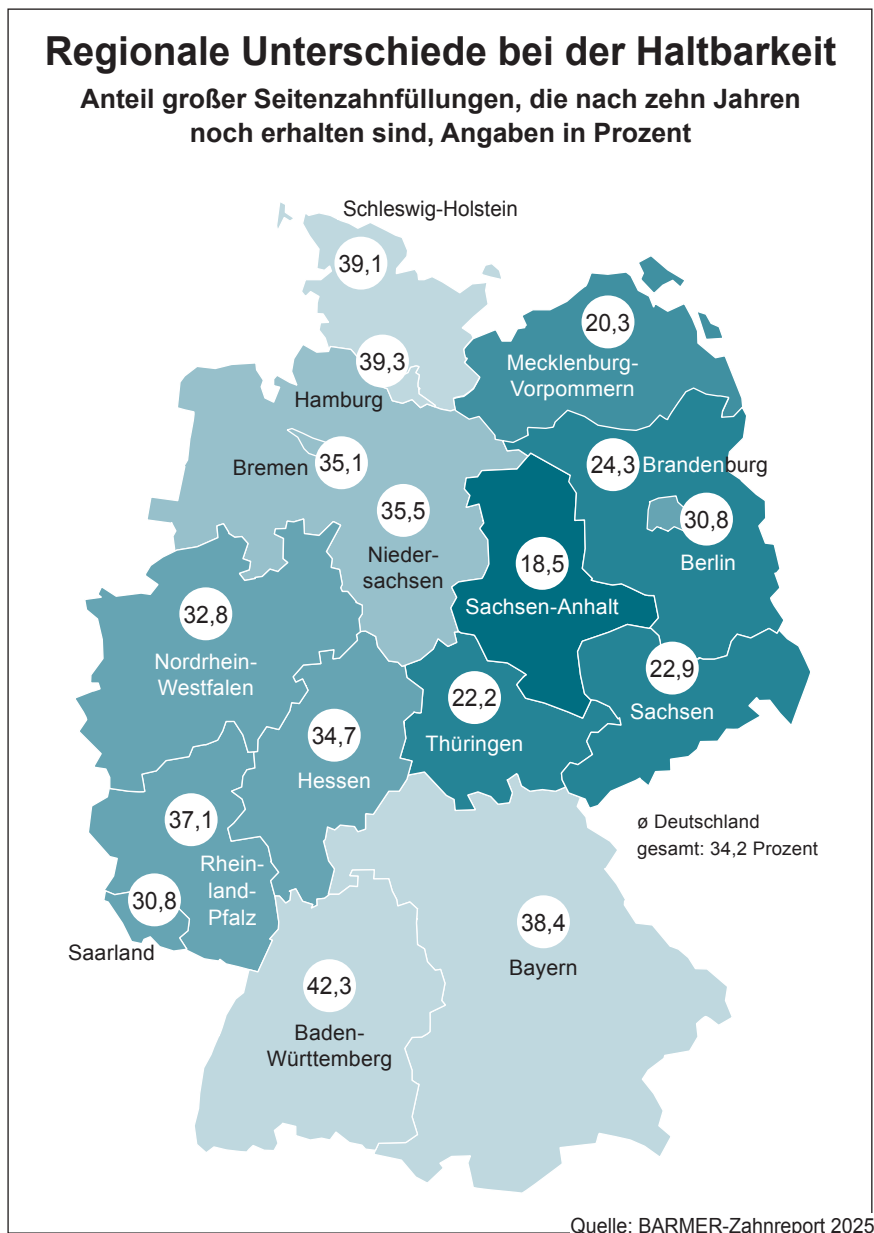 Regionale Unterschiede bei der Haltbarkeit
Anteil großer Seitenzahnfüllungen, die nach zehn Jahren
noch erhalten sind, Angaben in Prozent
Schleswig-Holstein
39,1
20,3
Mecklenburg-
Vorpommern
39,3
Hamburg
Bremen
35,1
24,3
Brandenburg
35,5
Nieder-
sachsen
30,8
Berlin
18,5
Sachsen-Anhalt
32,8
Nordrhein-
Westfalen
22,9
Sachsen
22,2
Thüringen
34,7
Hessen
37,1
Rhein-
land-
Pfalz
ø Deutschland
gesamt: 34,2 Prozent
30,8
Saarland
38,4
Bayern
42,3
Baden-
Württemberg
Quelle: BARMER-Zahnreport 2025